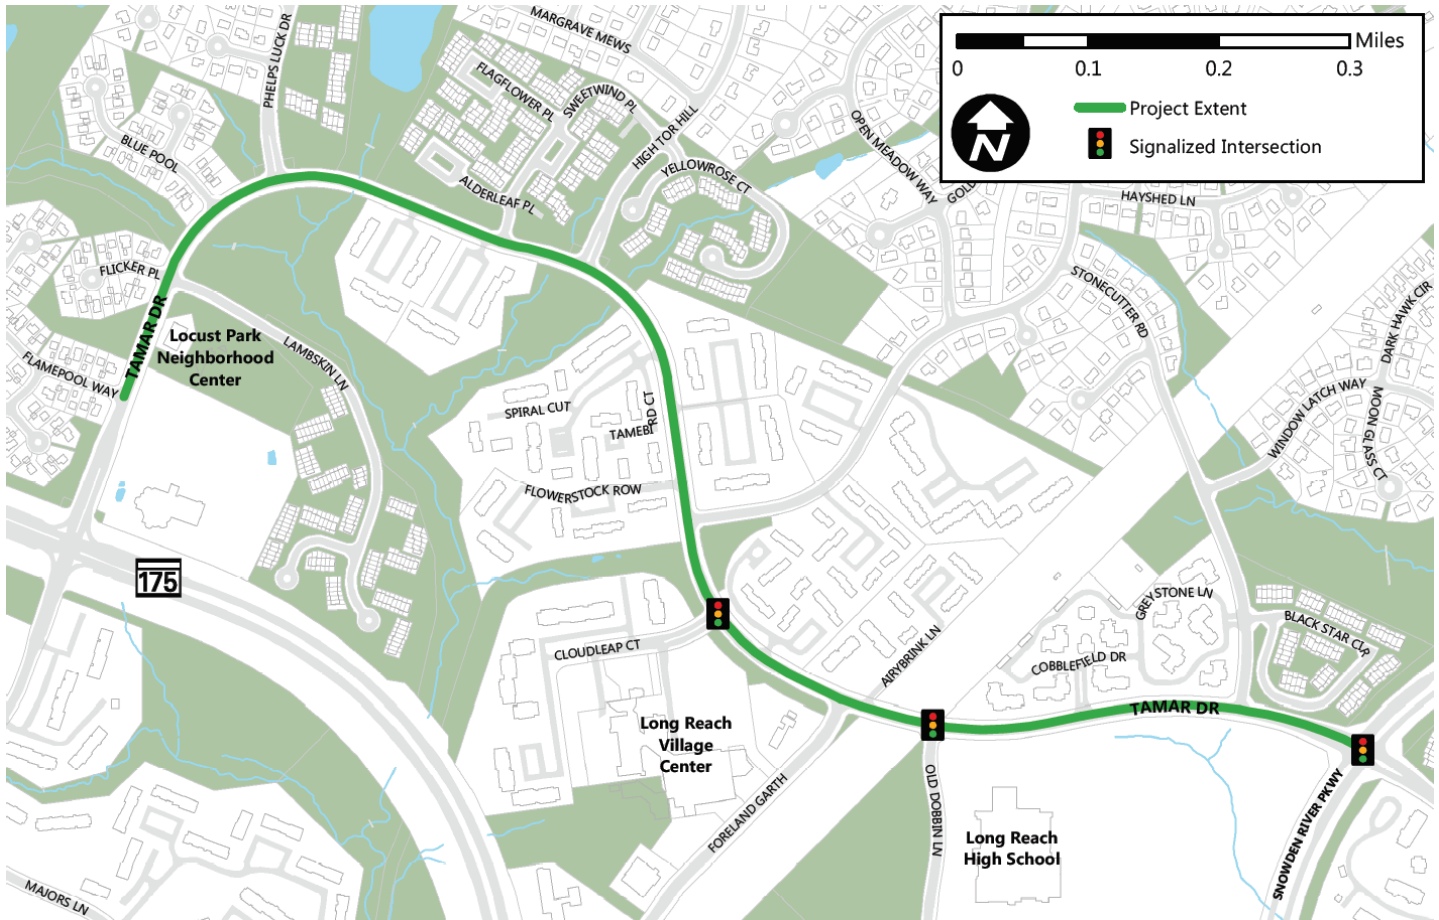 MARGRAVE MEWS
PHELPS LUCK DR
FLAGFLOWER PL
SWEETWIND PL
HIGH TOR HILL
BLUE POOL
ALDERLEAF PL
YELLOWROSE CT
OPEN MEADOW WAY
GOLD
HAYSHED LN
Miles
0
0.1
0.2
0.3
N
Project Extent
Signalized Intersection
FLICKER PL
TAMAR DR
Locust Park
Neighborhood
Center
LAMBSKIN LN
FLAMEPOOL WAY
STONECUTTER RD
DARK HAWK CIR
WINDOW LATCH WAY
MOON GLASS CT
SPIRAL CUT
TAMEBIRD CT
FLOWERSTOCK ROW
175
CLOUDLEAP CT
AIRYBRINK LN
GREYSTONE LN
COBBLEFIELD DR
BLACK STAR CIR
TAMAR DR
Long Reach
Village
Center
FORELAND GARTH
OLD DOBBIN LN
Long Reach
High School
SNOWDEN RIVER PKWY
MAJORS LN